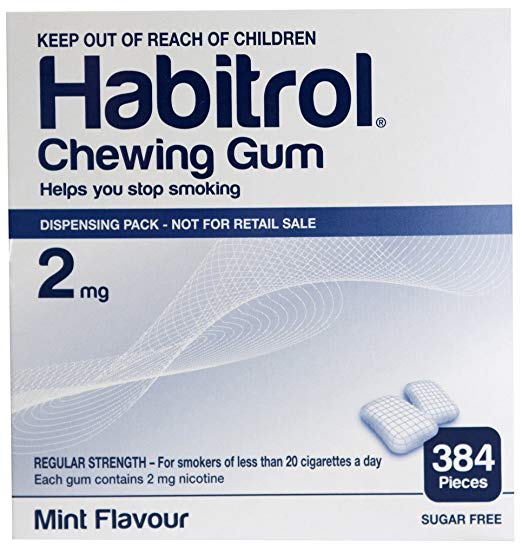 KEEP OUT OF REACH OF CHILDREN
Habitrol®
Chewing Gum
Helps you stop smoking
DISPENSING PACK - NOT FOR RETAIL SALE
2 mg
REGULAR STRENGTH – For smokers of less than 20 cigarettes a day
Each gum contains 2 mg nicotine
384
Pieces
Mint Flavour
SUGAR FREE